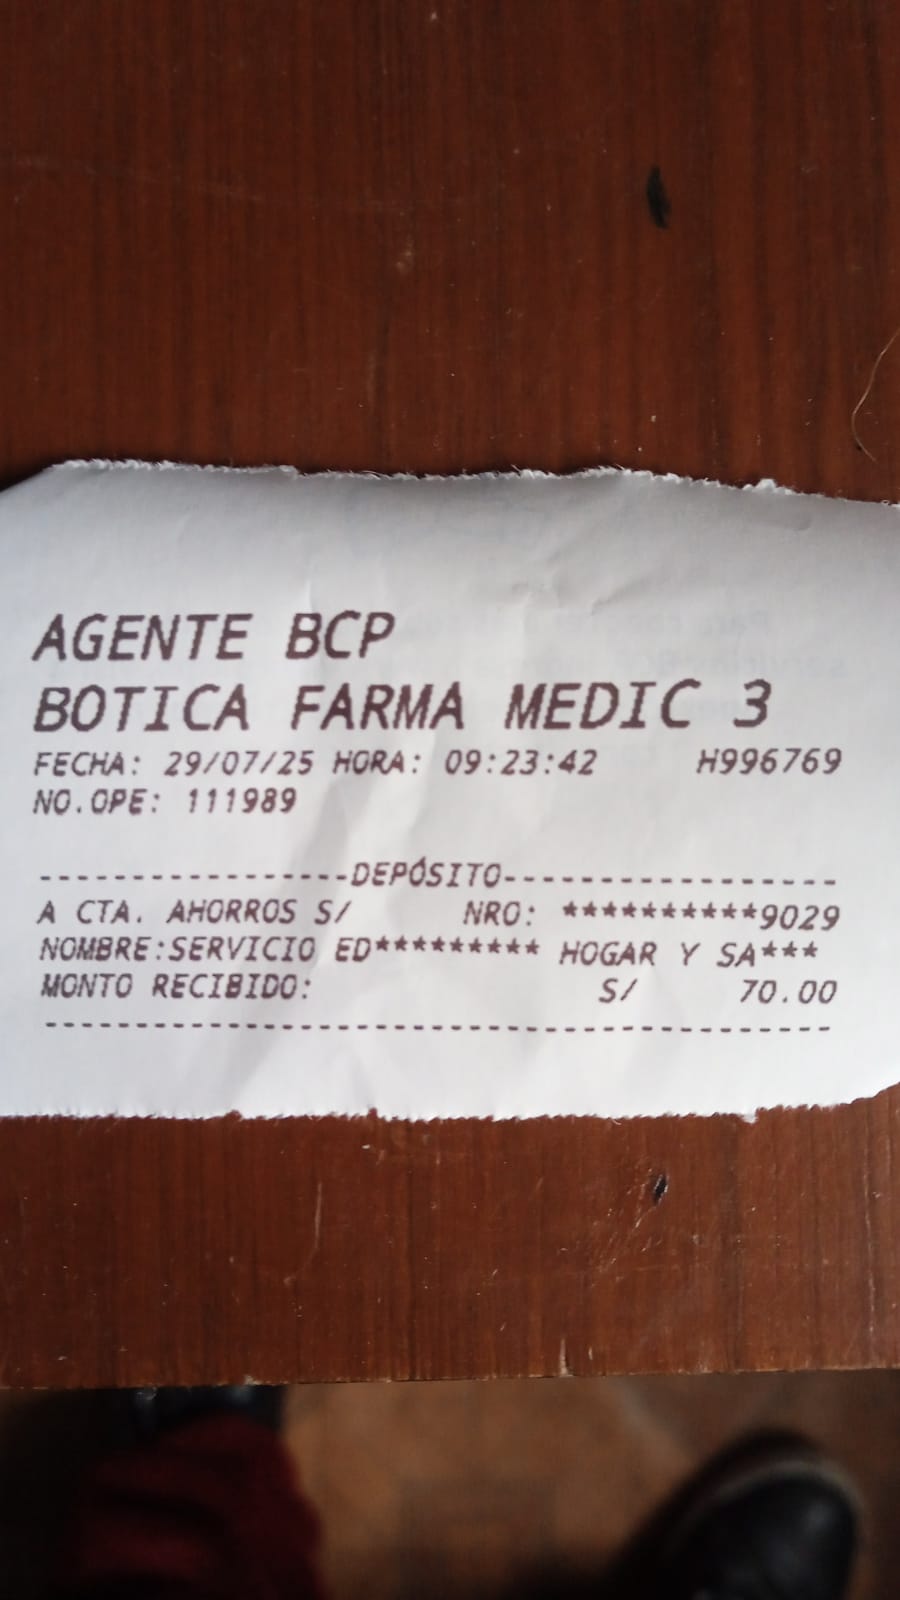 AGENTE BCP
BOTICA FARMA MEDIC 3
FECHA: 29/07/25 HORA: 09:23:42 H996769
NO.OPE: 111989
-----------------DEPÓSITO-----------------
A CTA. AHORROS S/ NRO: **********9029
NOMBRE:SERVICIO ED********* HOGAR Y SA***
MONTO RECIBIDO: S/ 70.00
------------------------------------------